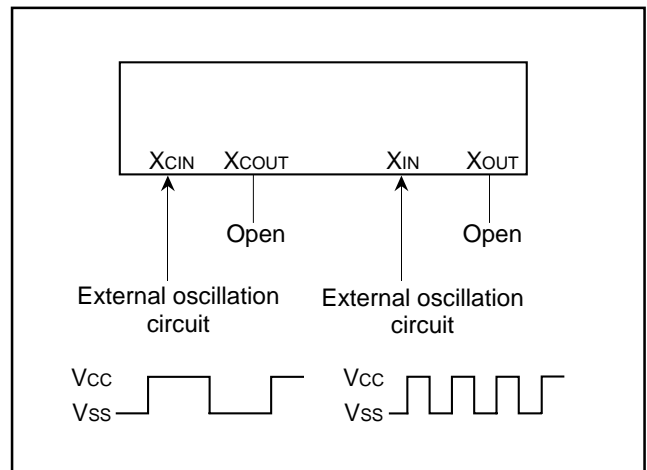 XCIN XCOUT XIN XOUT
Open Open
External oscillation circuit
External oscillation circuit
VCC
VSS
VCC
VSS